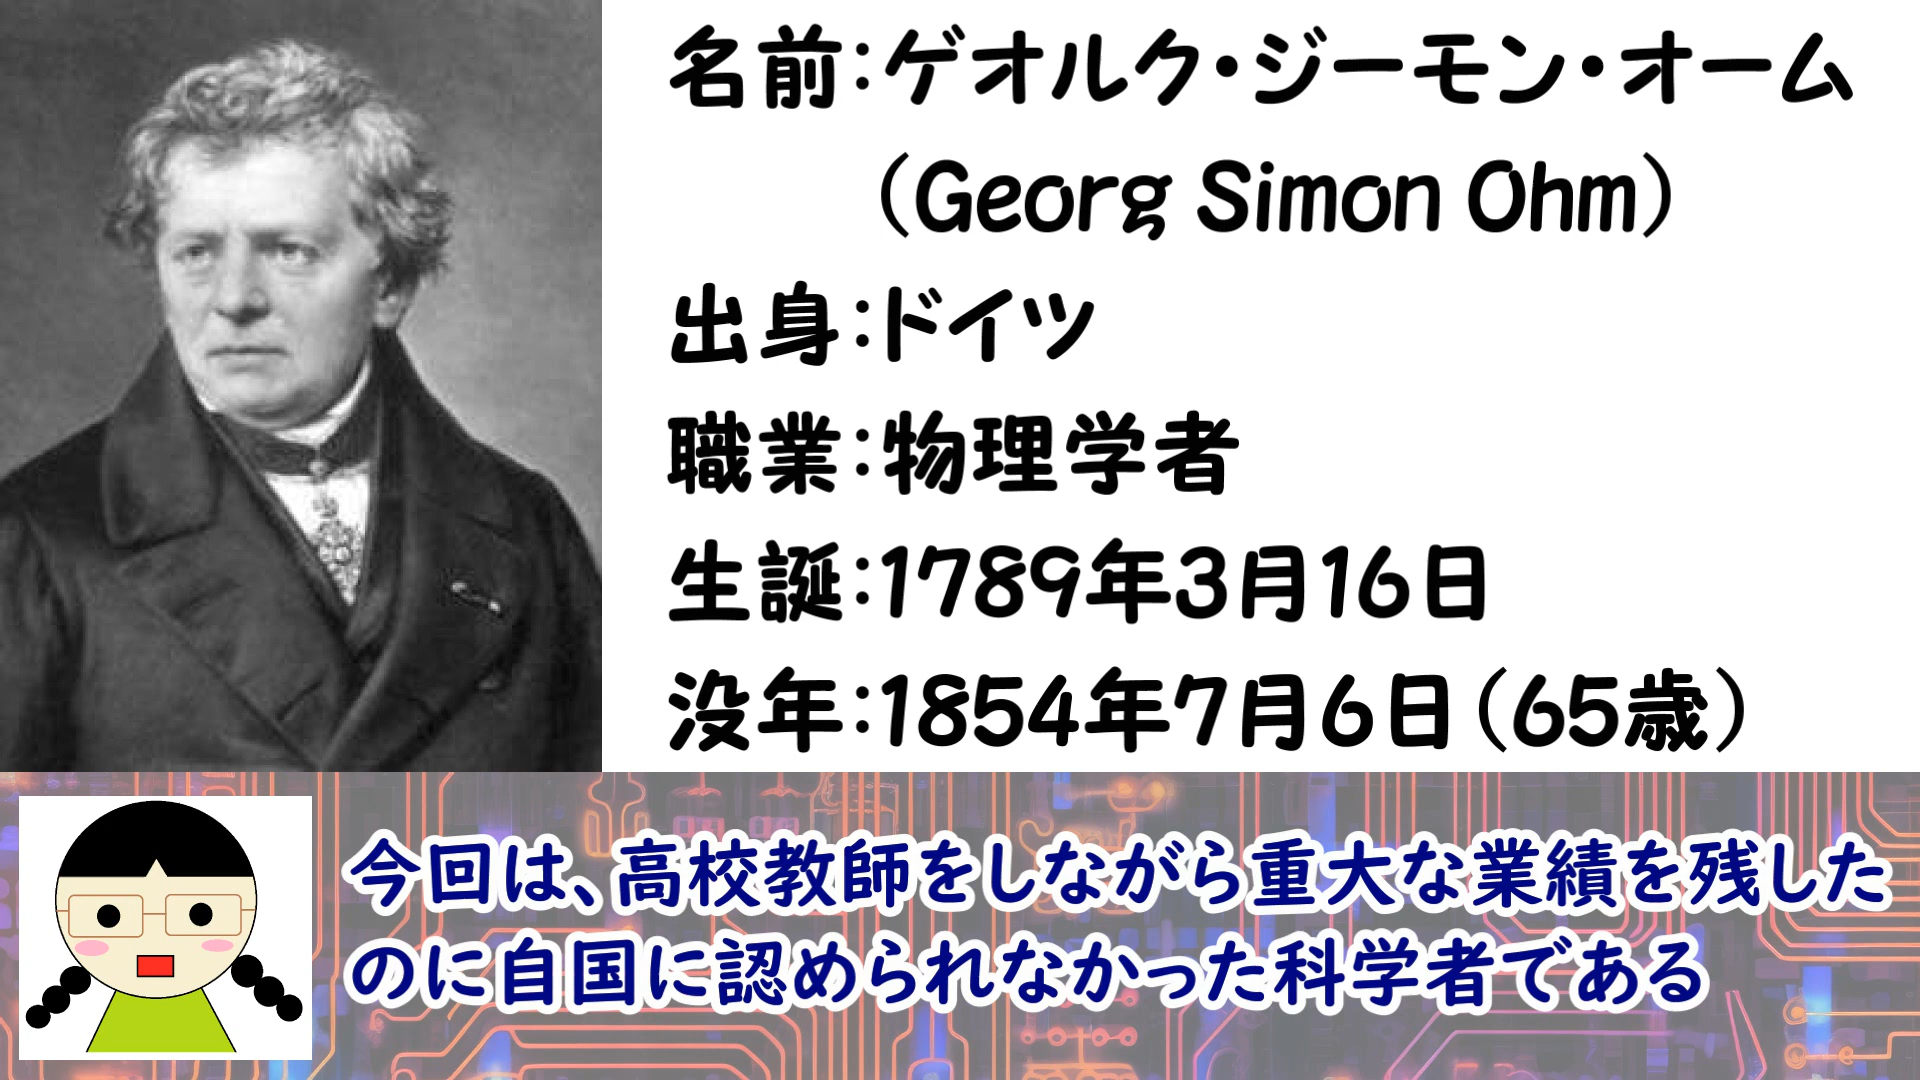 名前：ゲオルク・ジーモン・オーム
（Georg Simon Ohm）
出身：ドイツ
職業：物理学者
生誕：1789年3月16日
没年：1854年7月6日（65歳）
今回は、高校教師をしながら重大な業績を残した
のに自国に認められなかった科学者である